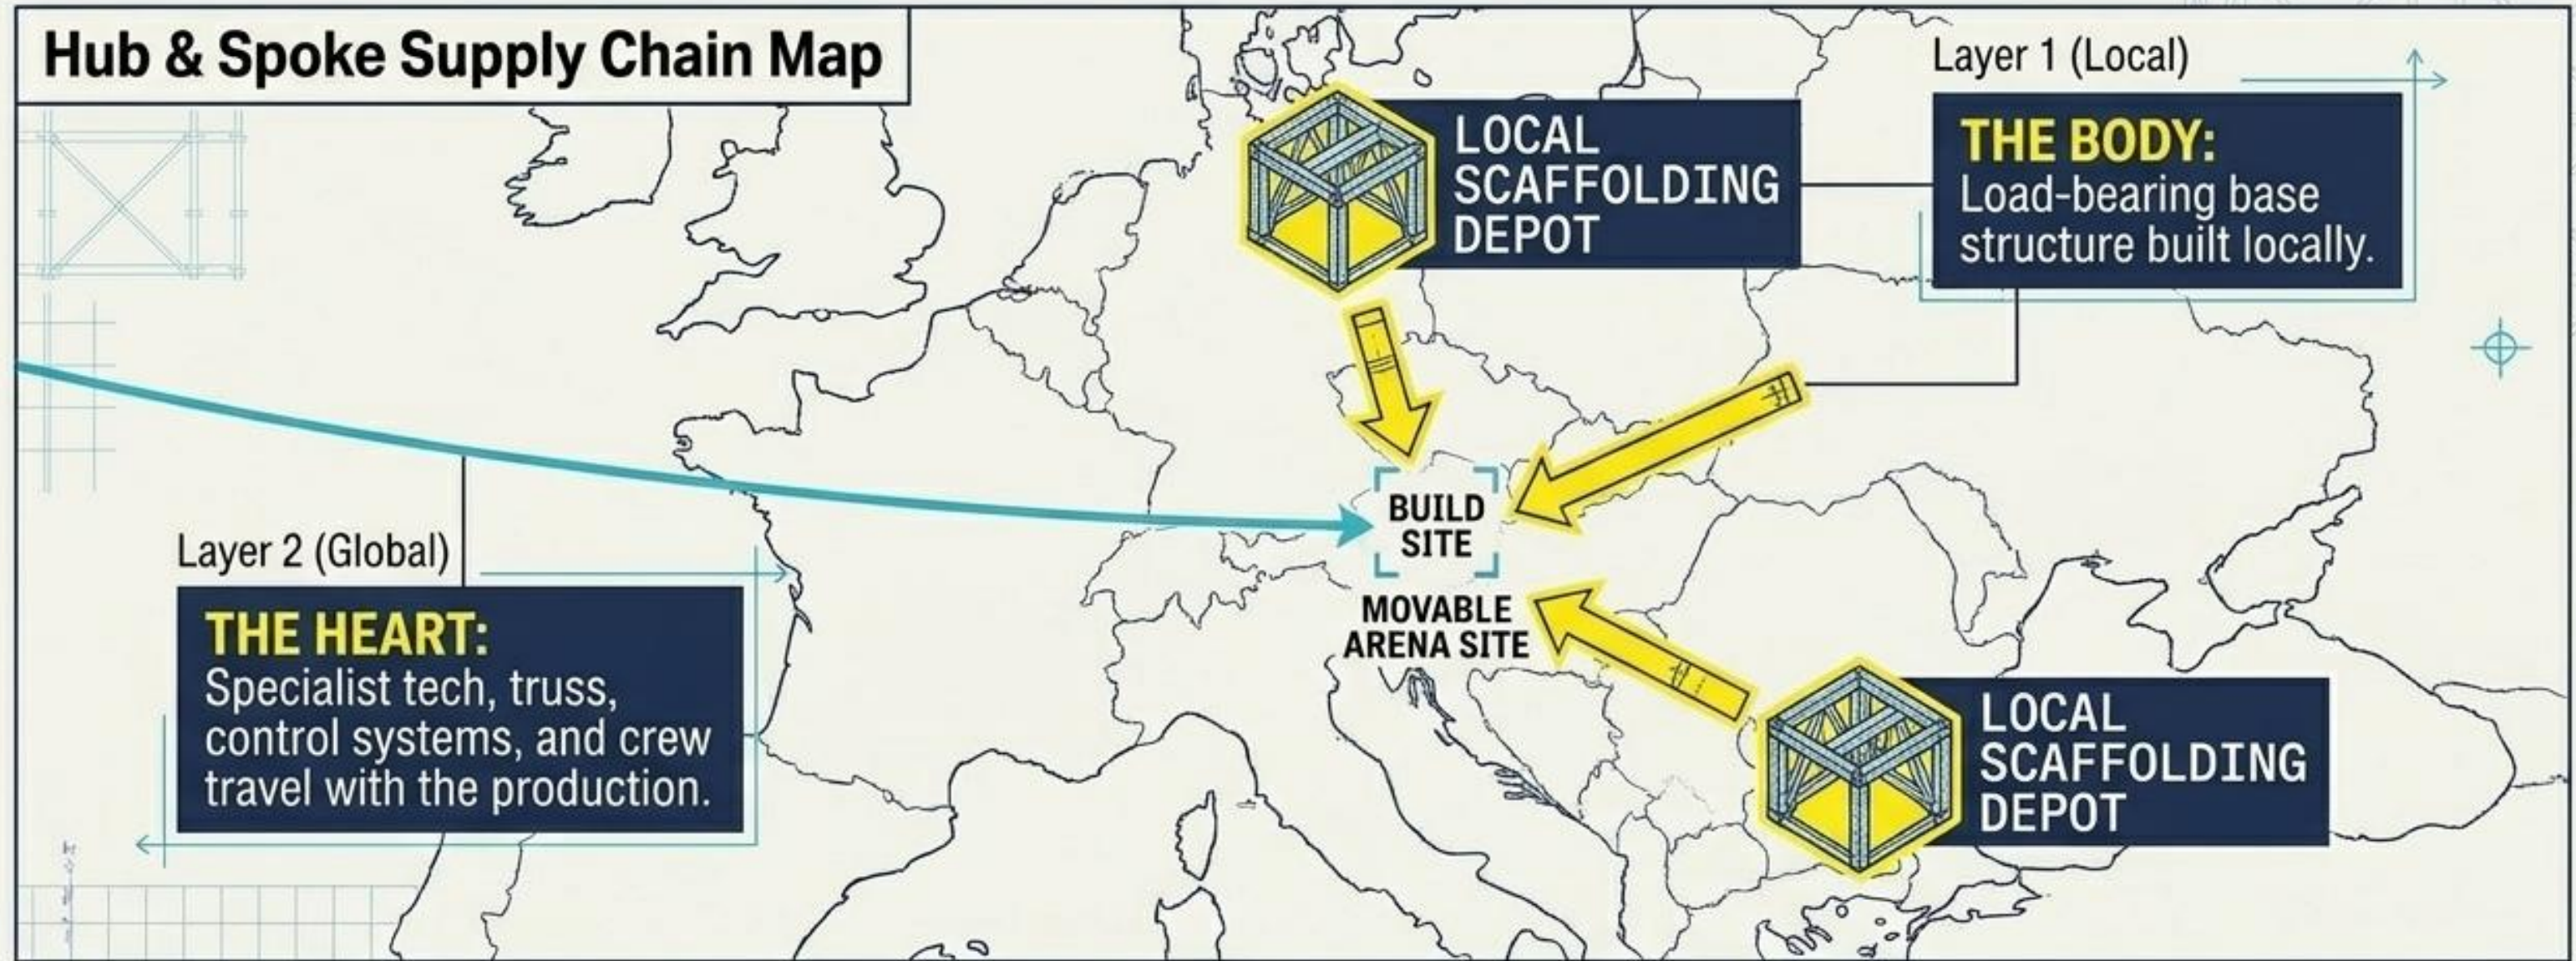 Hub & Spoke Supply Chain Map
Layer 1 (Local)
THE BODY:
Load-bearing base
structure built locally.
LOCAL
SCAFFOLDING
DEPOT
BUILD
SITE
MOVABLE
ARENA SITE
Layer 2 (Global)
THE HEART:
Specialist tech, truss,
control systems, and crew
travel with the production.
LOCAL
SCAFFOLDING
DEPOT